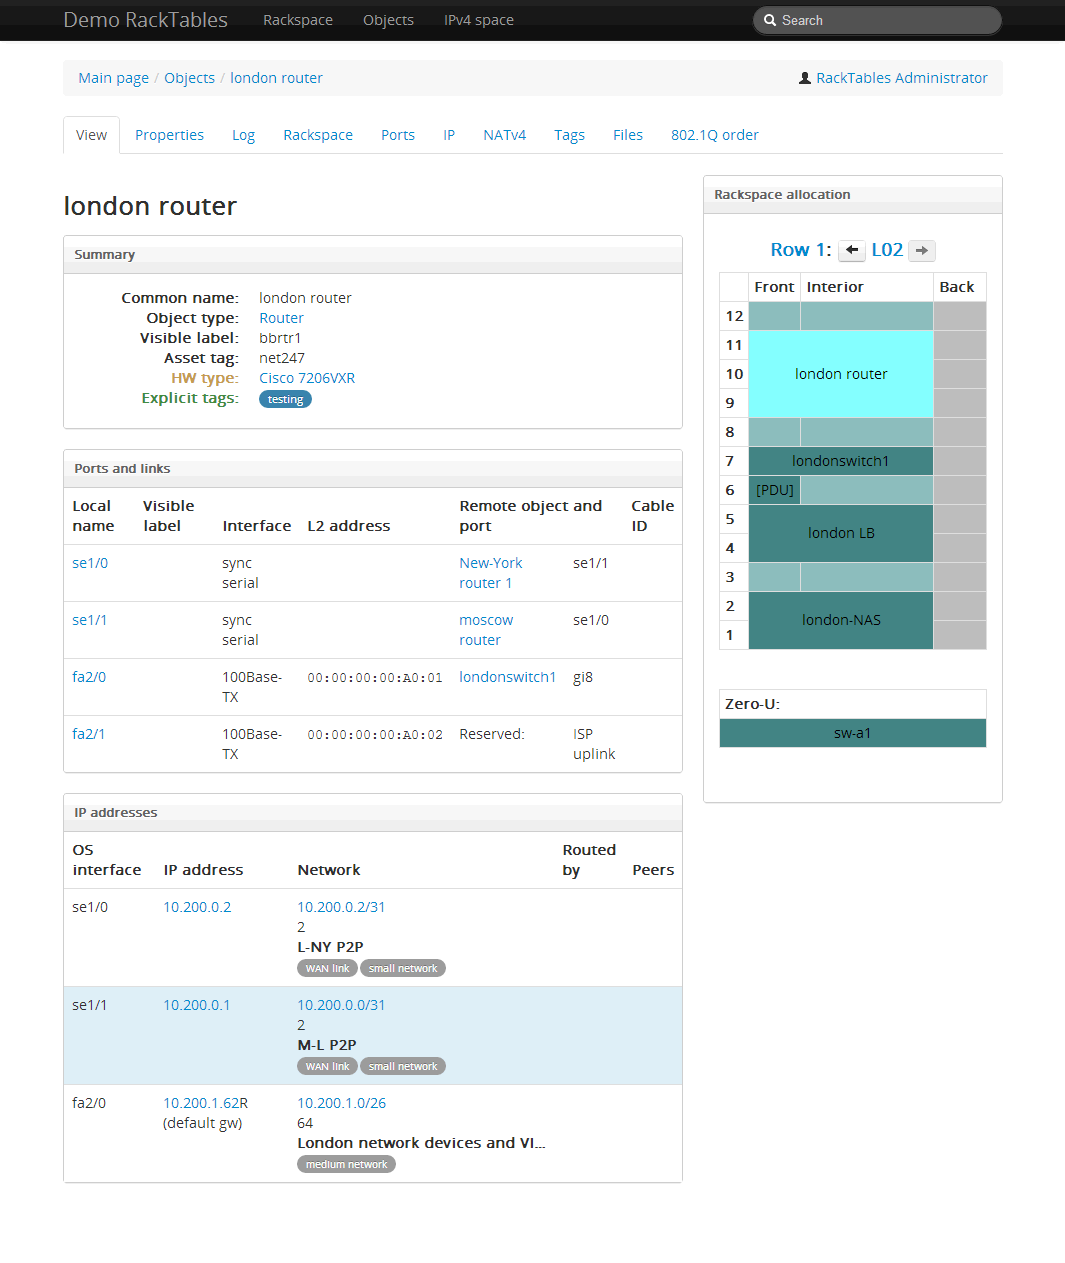 Demo RackTables Rackspace Objects IPv4 space Search
Main page / Objects / london router RackTables Administrator
View Properties Log Rackspace Ports IP NATv4 Tags Files 802.1Q order
london router
Summary
Common name: london router
Object type: Router
Visible label: bbrtr1
Asset tag: net247
HW type: Cisco 7206VXR
Explicit tags: testing
Ports and links
Local name Visible label Interface L2 address Remote object and port Cable ID
se1/0 sync serial New-York router 1 se1/1
se1/1 sync serial moscow router se1/0
fa2/0 100Base-TX 00:00:00:00:A0:01 londonswitch1 gi8
fa2/1 100Base-TX 00:00:00:00:A0:02 Reserved: ISP uplink
IP addresses
OS interface IP address Network Routed by Peers
se1/0 10.200.0.2 10.200.0.2/31
2
L-NY P2P
WAN link small network
se1/1 10.200.0.1 10.200.0.0/31
2
M-L P2P
WAN link small network
fa2/0 10.200.1.62R 10.200.1.0/26
(default gw) 64
London network devices and VI...
medium network
Rackspace allocation
Row 1: L02
Front Interior Back
12
11
10 london router
9
8
7 londonswitch1
6 [PDU]
5
london LB
4
3
2
london-NAS
1
Zero-U:
sw-a1